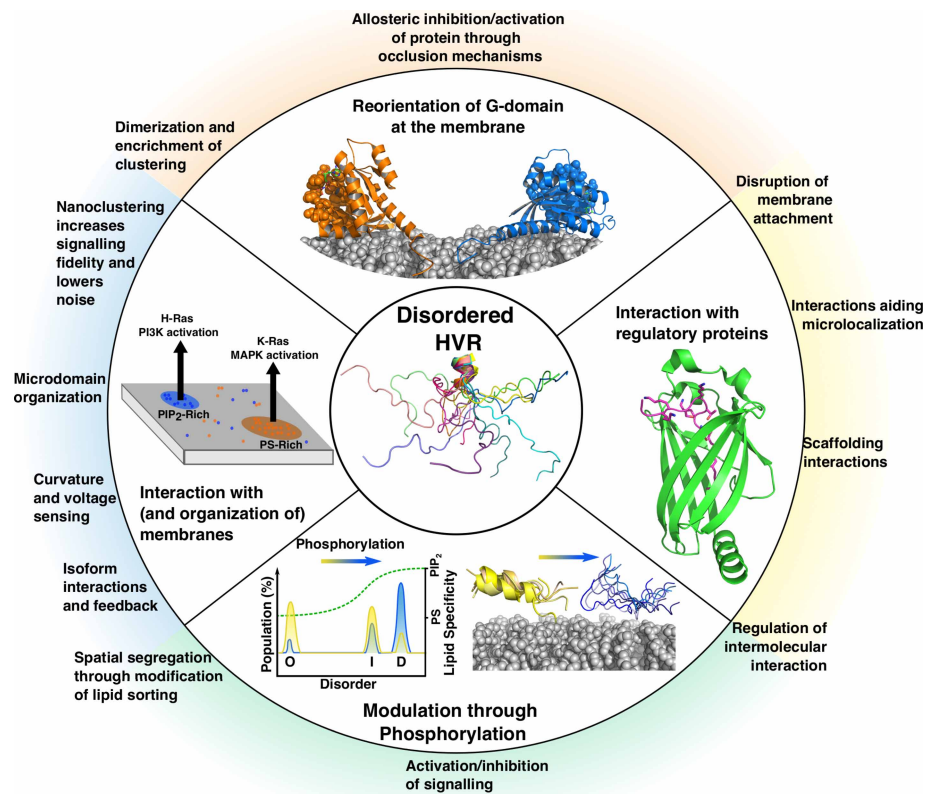 Allosteric inhibition/activation
of protein through
occlusion mechanisms
Reorientation of G-domain
at the membrane
Dimerization and
encrichment of
clustering
Disruption of
membrane
attachment
Nanoclustering
increases
signalling
fidelity and
lowers
noise
Interactions aiding
microlocalization
Interaction with
regulatory proteins
Disordered
HVR
H-Ras
PI3K activation
K-Ras
MAPK activation
PIP2-Rich
PS-Rich
Microdomain
organization
Scaffolding
interactions
Curvature and
voltage
sensing
Interaction with
(and organization of)
membranes
Isoform
interactions
and feedback
Phosphorylation
Population (%)
O
I
D
Disorder
PIP2
PS
Lipid Specificity
Regulation of
intermolecular
interaction
Spatial segregation
through modification
of lipid sorting
Modulation through
Phosphorylation
Activation/inhibition
of signalling